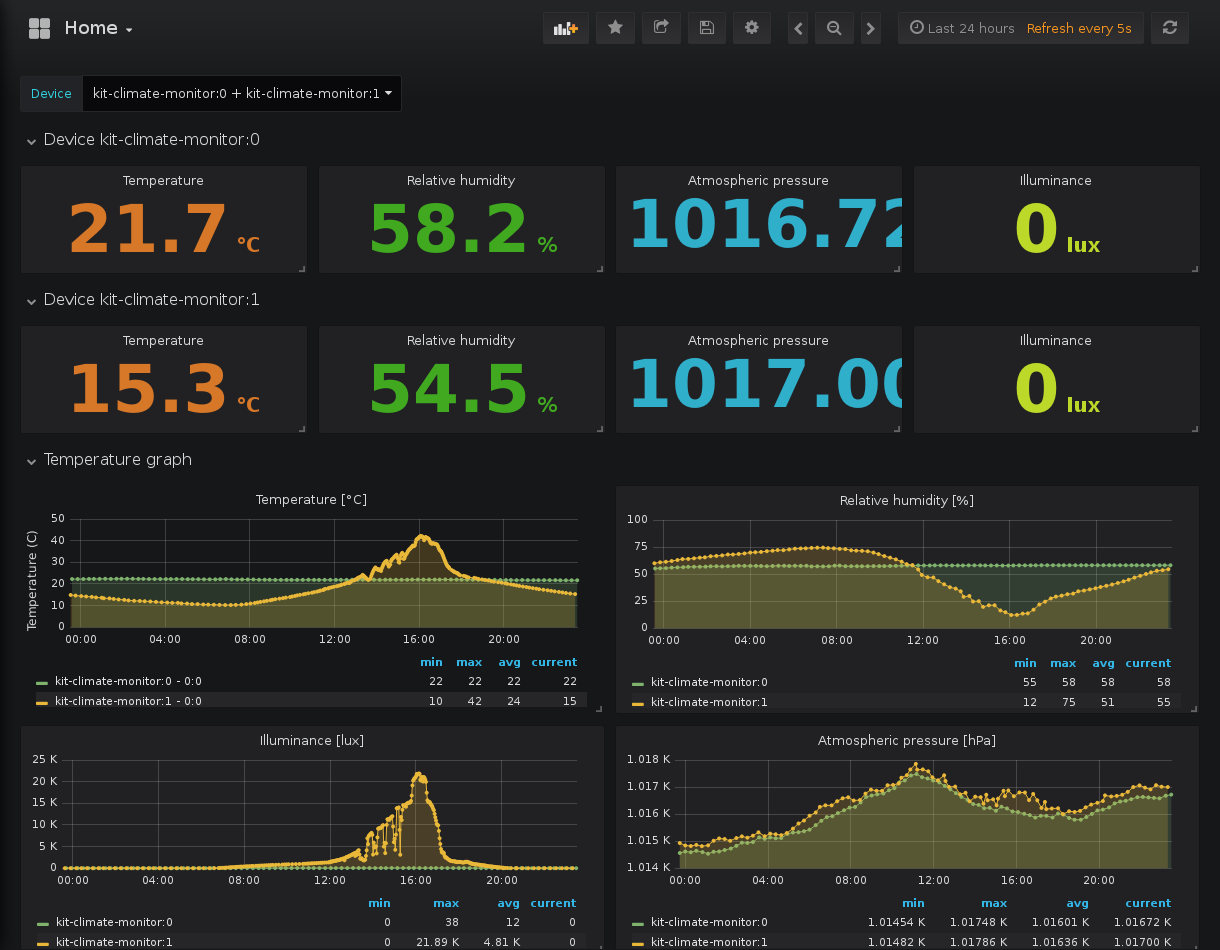 Home
Last 24 hours Refresh every 5s
Device kit-climate-monitor:0 + kit-climate-monitor:1
Device kit-climate-monitor:0
Temperature Relative humidity Atmospheric pressure Illuminance
21.7 °C 58.2 % 1016.72 0 lux
Device kit-climate-monitor:1
Temperature Relative humidity Atmospheric pressure Illuminance
15.3 °C 54.5 % 1017.00 0 lux
Temperature graph
Temperature [°C]
Temperature (C)
50
40
30
20
10
0
00:00 04:00 08:00 12:00 16:00 20:00
min max avg current
kit-climate-monitor:0 - 0:0 22 22 22 22
kit-climate-monitor:1 - 0:0 10 42 24 15
Relative humidity [%]
100
75
50
25
0
00:00 04:00 08:00 12:00 16:00 20:00
min max avg current
kit-climate-monitor:0 55 58 58 58
kit-climate-monitor:1 12 75 51 55
Illuminance [lux]
25 K
20 K
15 K
10 K
5 K
0
00:00 04:00 08:00 12:00 16:00 20:00
min max avg current
kit-climate-monitor:0 0 38 12 0
kit-climate-monitor:1 0 21.89 K 4.81 K 0
Atmospheric pressure [hPa]
1.018 K
1.017 K
1.016 K
1.015 K
1.014 K
00:00 04:00 08:00 12:00 16:00 20:00
min max avg current
kit-climate-monitor:0 1.01454 K 1.01748 K 1.01601 K 1.01672 K
kit-climate-monitor:1 1.01482 K 1.01786 K 1.01636 K 1.01700 K